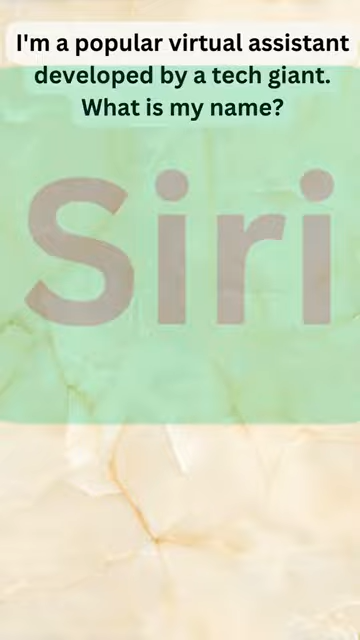 I'm a popular virtual assistant
developed by a tech giant.
What is my name?
Siri